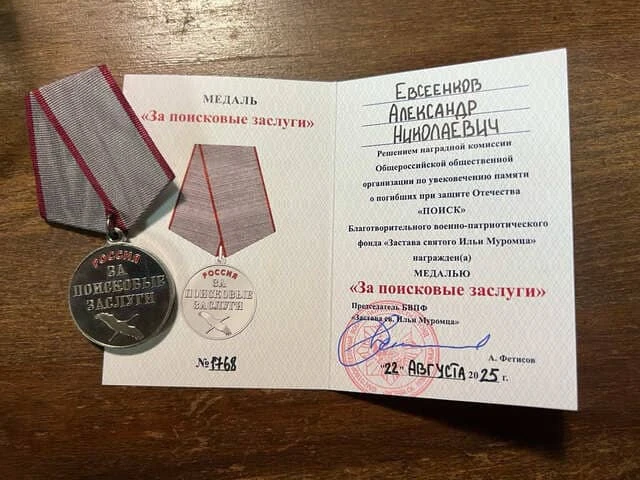 РОССИЯ
ЗА
ПОИСКОВЫЕ
ЗАСЛУГИ
МЕДАЛЬ
«За поисковые заслуги»
РОССИЯ
ЗА
ПОИСКОВЫЕ
ЗАСЛУГИ
№1768
ЕВСЕЕНКОВ
АЛЕКСАНДР
НИКОЛАЕВИЧ
Решением наградной комиссии
Общероссийской общественной
организации по увековечению памяти
о погибших при защите Отечества
«ПОИСК»
Благотворительного военно-патриотического
фонда «Застава святого Ильи Муромца»
награжден(а)
МЕДАЛЬЮ
«За поисковые заслуги»
Председатель БВПФ
«Застава св. Ильи Муромца»
А. Фетисов
"22" АВГУСТА 2025 г.